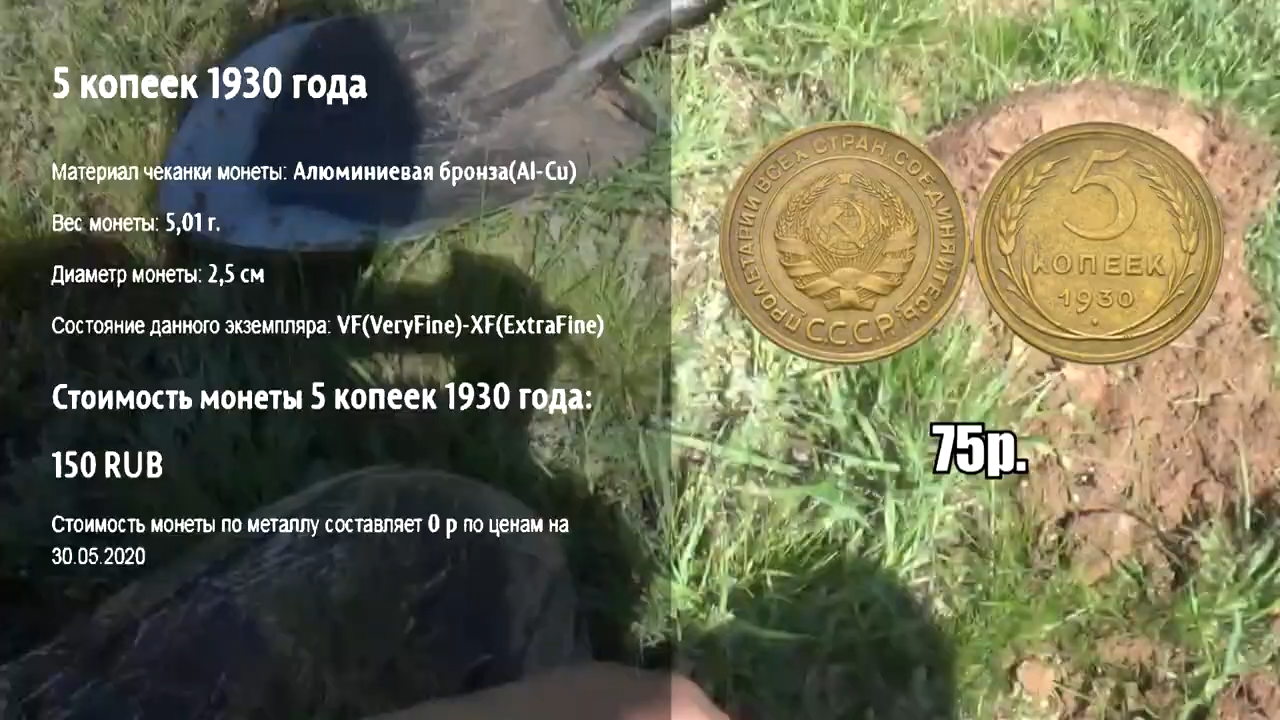 5 копеек 1930 года
Материал чеканки монеты: Алюминиевая бронза(Al-Cu)
Вес монеты: 5,01 г.
Диаметр монеты: 2,5 см
Состояние данного экземпляра: VF(VeryFine)-XF(ExtraFine)
Стоимость монеты 5 копеек 1930 года:
150 RUB
Стоимость монеты по металлу составляет 0 р по ценам на
30.05.2020
ПРОЛЕТАРИИ ВСЕХ СТРАН, СОЕДИНЯЙТЕСЬ!
СССР
5
КОПЕЕК
1930
75р.